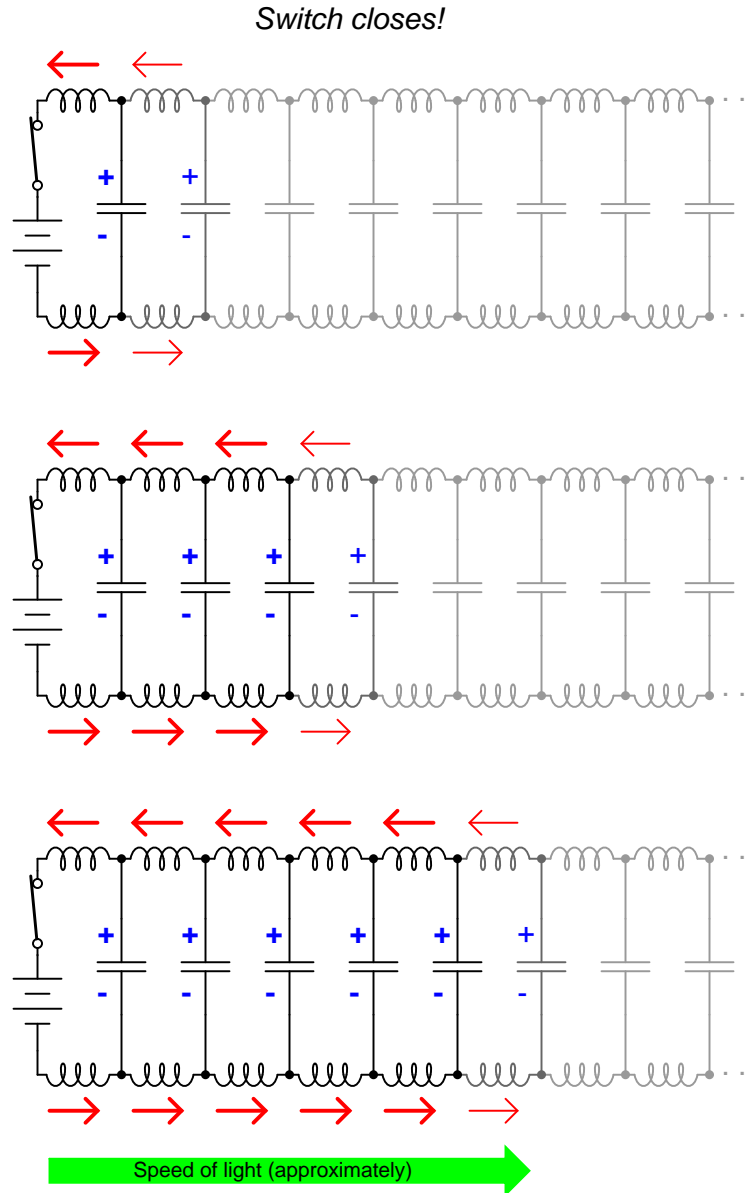 Switch closes!
+ +
- -
+ + + +
- - - -
+ + + + + +
- - - - - -
Speed of light (approximately)